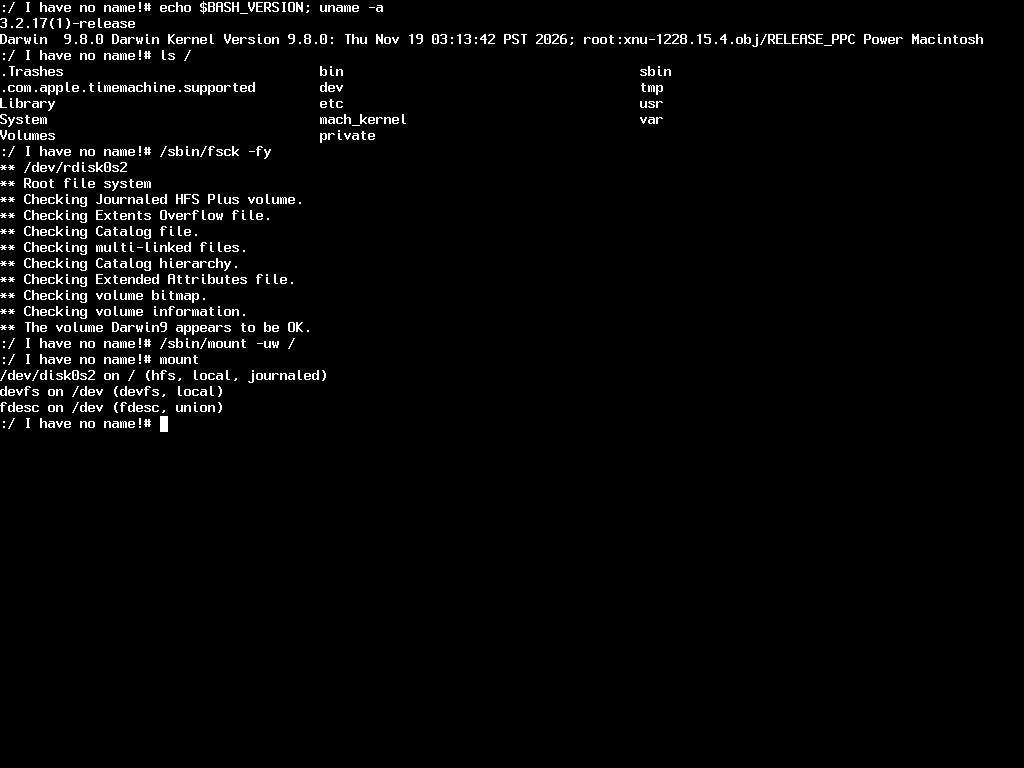 :/ I have no name!# echo $BASH_VERSION; uname -a
3.2.17(1)-release
Darwin  9.8.0 Darwin Kernel Version 9.8.0: Thu Nov 19 03:13:42 PST 2026; root:xnu-1228.15.4.obj/RELEASE_PPC Power Macintosh
:/ I have no name!# ls /
.Trashes bin sbin
.com.apple.timemachine.supported dev tmp
Library etc usr
System mach_kernel var
Volumes private
:/ I have no name!# /sbin/fsck -fy
** /dev/rdisk0s2
** Root file system
** Checking Journaled HFS Plus volume.
** Checking Extents Overflow file.
** Checking Catalog file.
** Checking multi-linked files.
** Checking Catalog hierarchy.
** Checking Extended Attributes file.
** Checking volume bitmap.
** Checking volume information.
** The volume Darwin9 appears to be OK.
:/ I have no name!# /sbin/mount -uw /
:/ I have no name!# mount
/dev/disk0s2 on / (hfs, local, journaled)
devfs on /dev (devfs, local)
fdesc on /dev (fdesc, union)
:/ I have no name!#